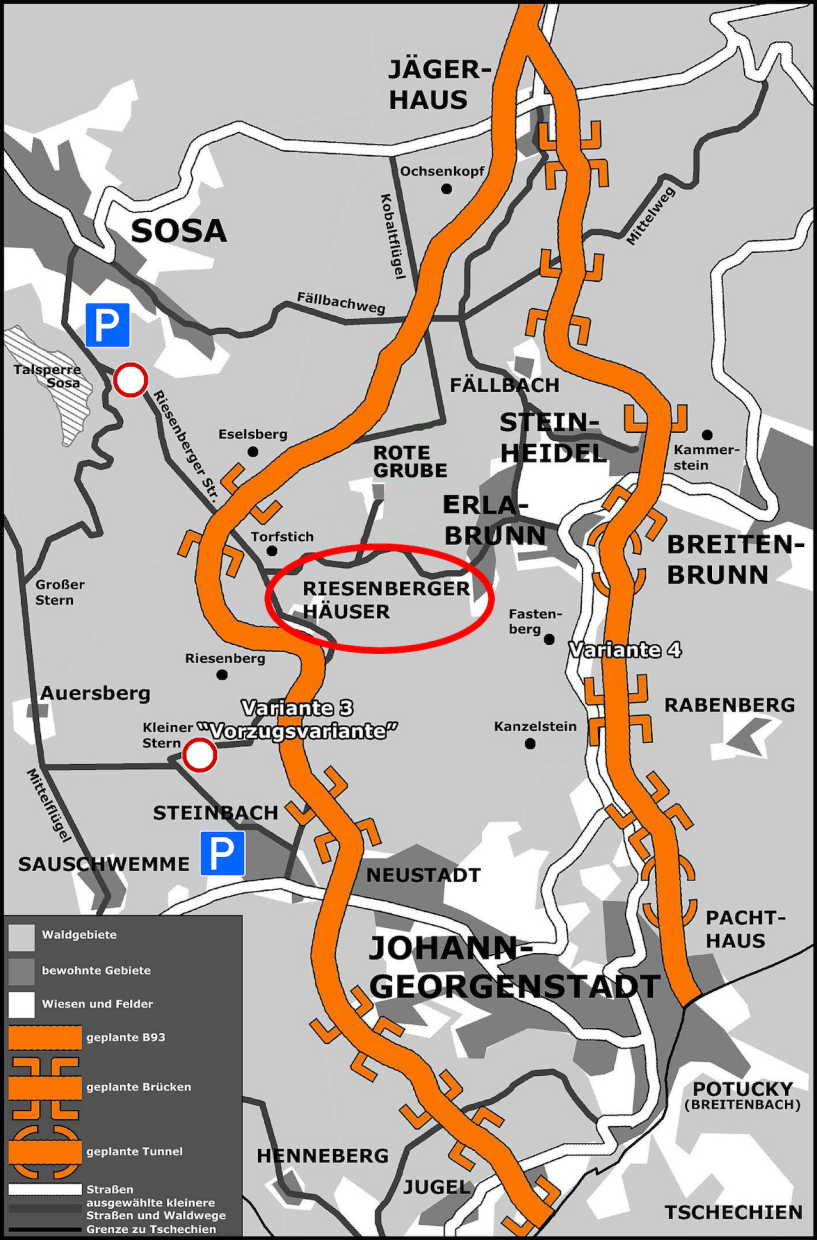 JÄGER-
HAUS
Ochsenkopf
SOSA
Kobaltflügel
Mittelweg
Fällbachweg
P
Talsperre
Sosa
Riesenberger Str.
FÄLLBACH
STEIN-
HEIDEL
Eselsberg
ROTE
GRUBE
Kammer-
stein
ERLA-
BRUNN
Torfstich
BREITEN-
BRUNN
RIESENBERGER
HÄUSER
Großer
Stern
Fasten-
berg
Variante 4
Riesenberg
Auersberg
Variante 3
"Vorzugsvariante"
RABENBERG
Kleiner
Stern
Kanzelstein
Mittelflügel
STEINBACH
P
SAUSCHWEMME
NEUSTADT
PACHT-
HAUS
JOHANN-
GEORGENSTADT
Waldgebiete
bewohnte Gebiete
Wiesen und Felder
geplante B93
geplante Brücken
geplante Tunnel
Straßen
ausgewählte kleinere
Straßen und Waldwege
Grenze zu Tschechien
POTUCKY
(BREITENBACH)
HENNEBERG
JUGEL
TSCHECHIEN